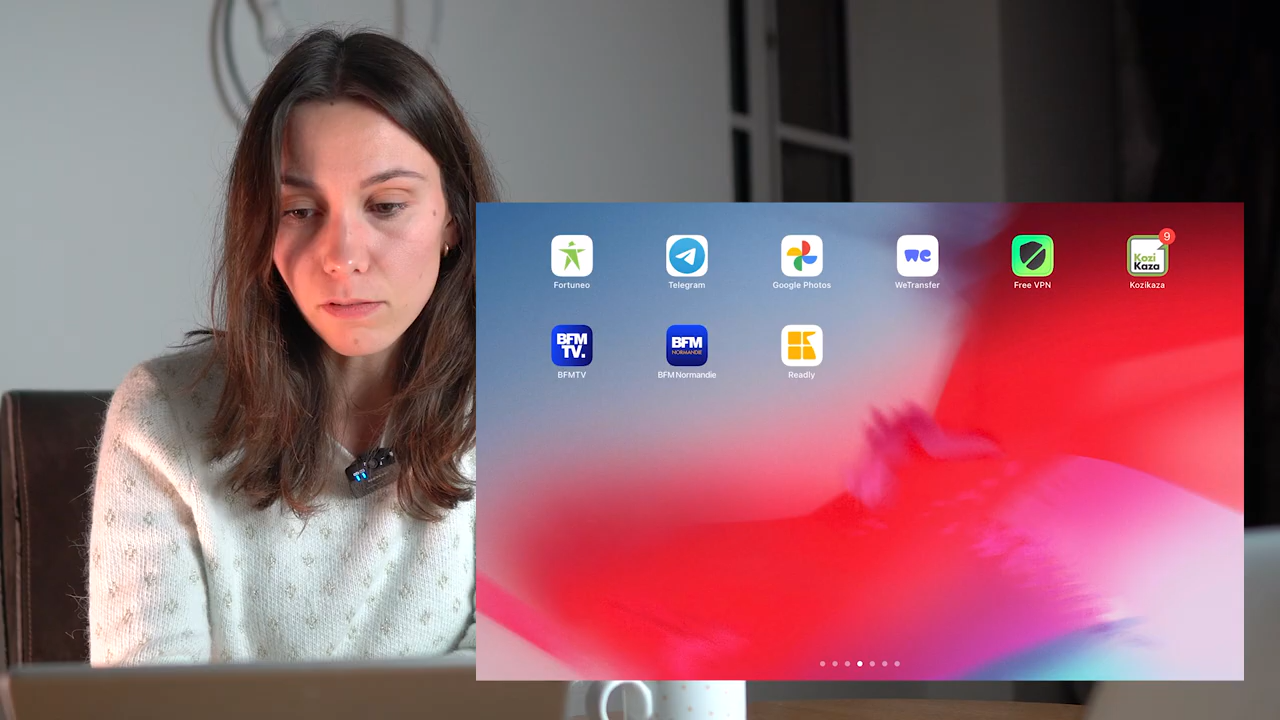 9
Kozi
Kaza
Fortuneo
Telegram
Google Photos
WeTransfer
Free VPN
Kozikaza
BFM
TV.
BFM
NORMANDIE
BFMTV
BFM Normandie
Readly